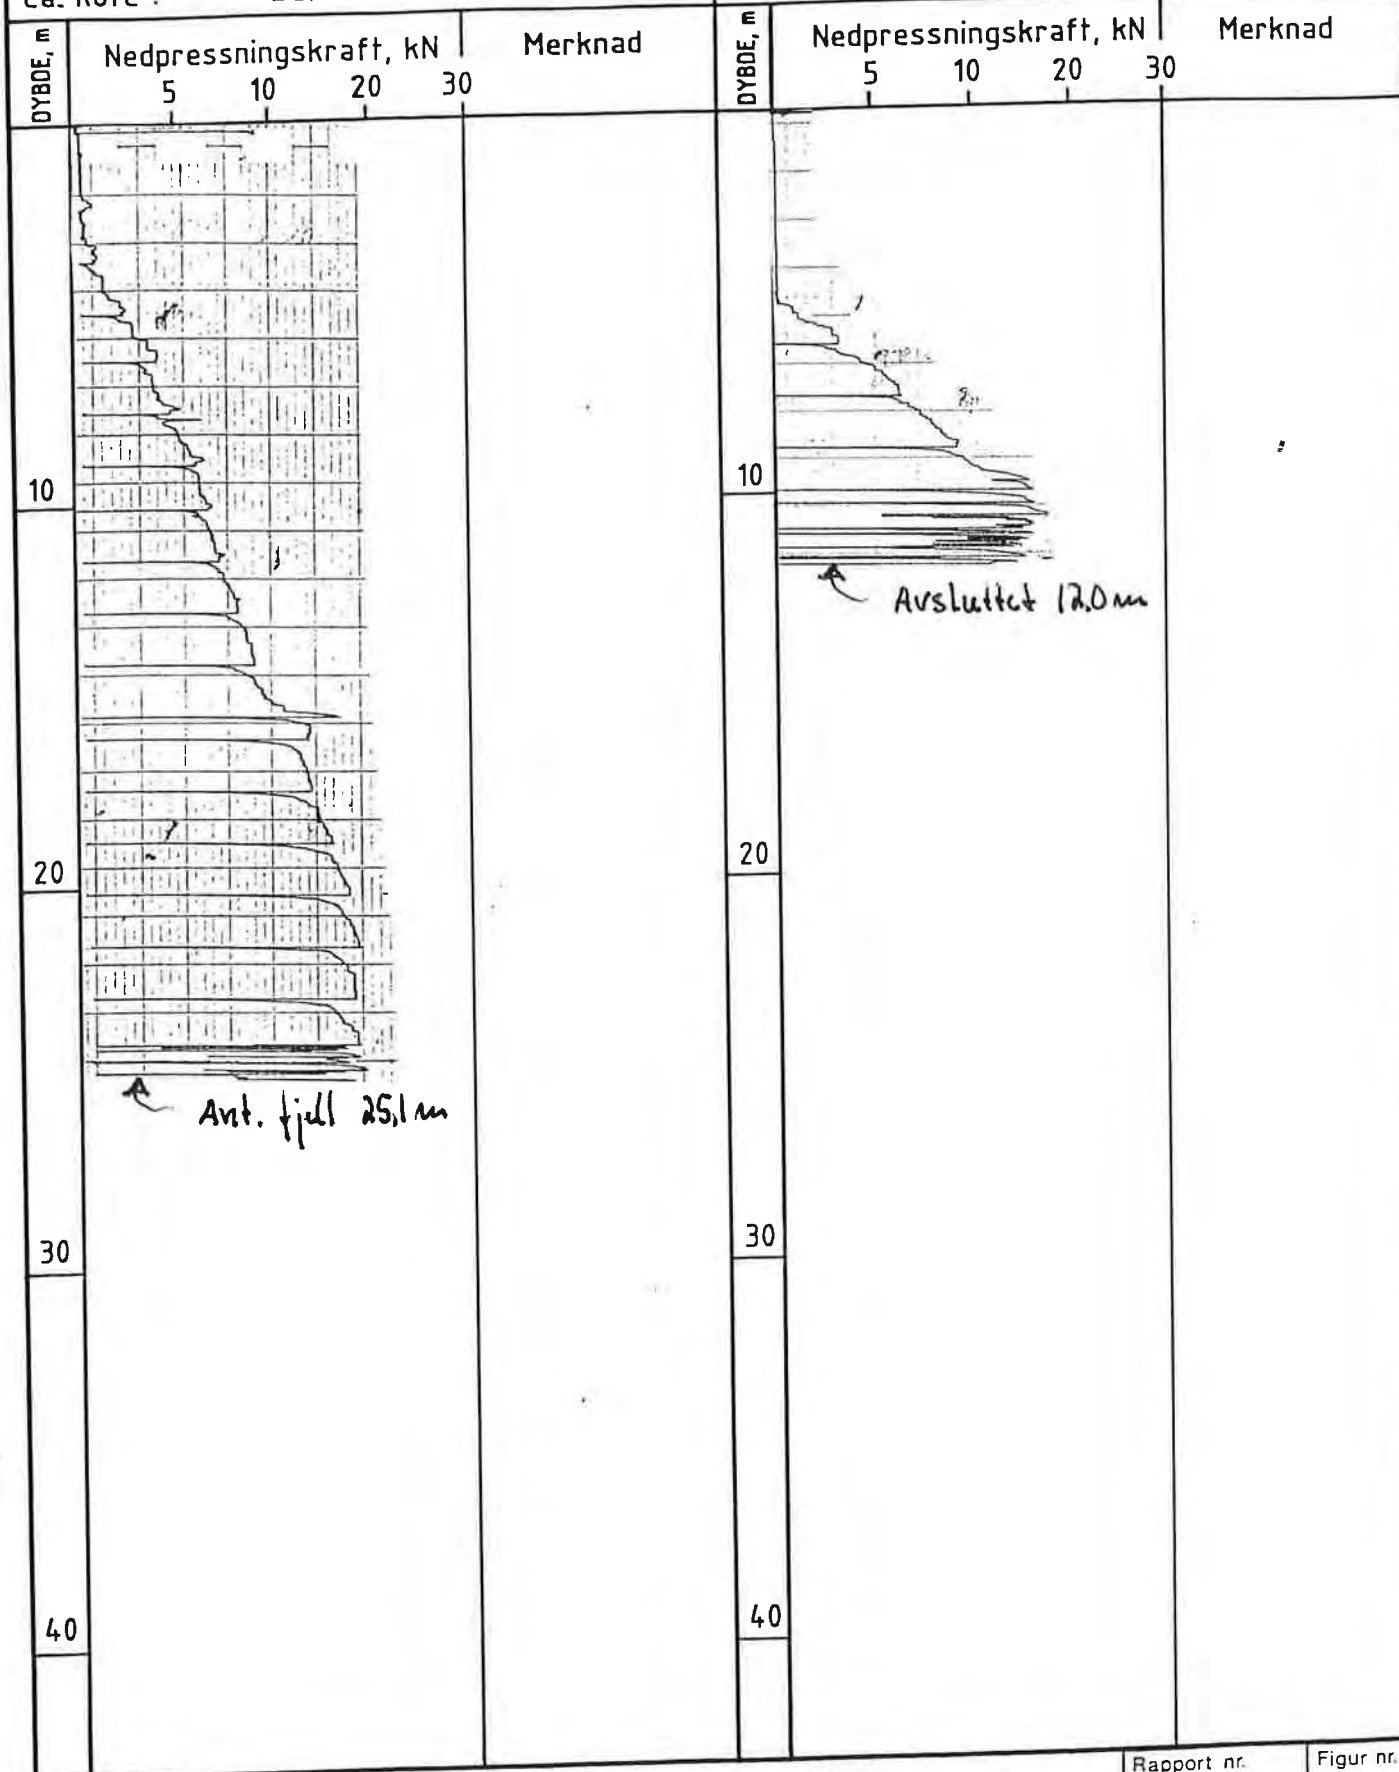 DYBDE, m
Nedpressningskraft, kN
Merknad
5 10 20 30
10
20
30
40
Ant. fjell 25,1 m
DYBDE, m
Nedpressningskraft, kN
Merknad
5 10 20 30
10
20
30
40
Avsluttet 12.0 m
Rapport nr.
Figur nr.